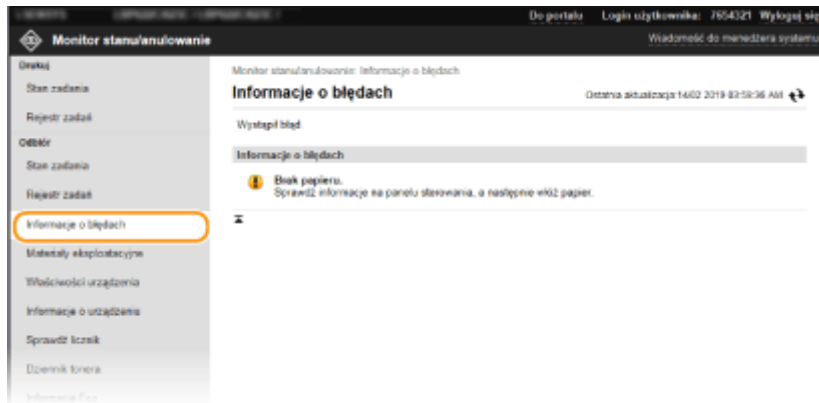 Do portalu Login użytkownika: 7654321 Wyloguj się
Monitor stanu/anulowanie
Wiadomość do menedżera systemu
Drukuj
Stan zadania
Rejestr zadań
Odbiór
Stan zadania
Rejestr zadań
Informacje o błędach
Materiały eksploatacyjne
Właściwości urządzenia
Informacje o urządzeniu
Sprawdź licznik
Dziennik tonera
Informacje Eco
Monitor stanu/anulowanie: Informacje o błędach
Informacje o błędach
Ostatnia aktualizacja:14/02 2019 03:58:36 AM
Wystąpił błąd.
Informacje o błędach
Brak papieru.
Sprawdź informacje na panelu sterowania, a następnie włóż papier.